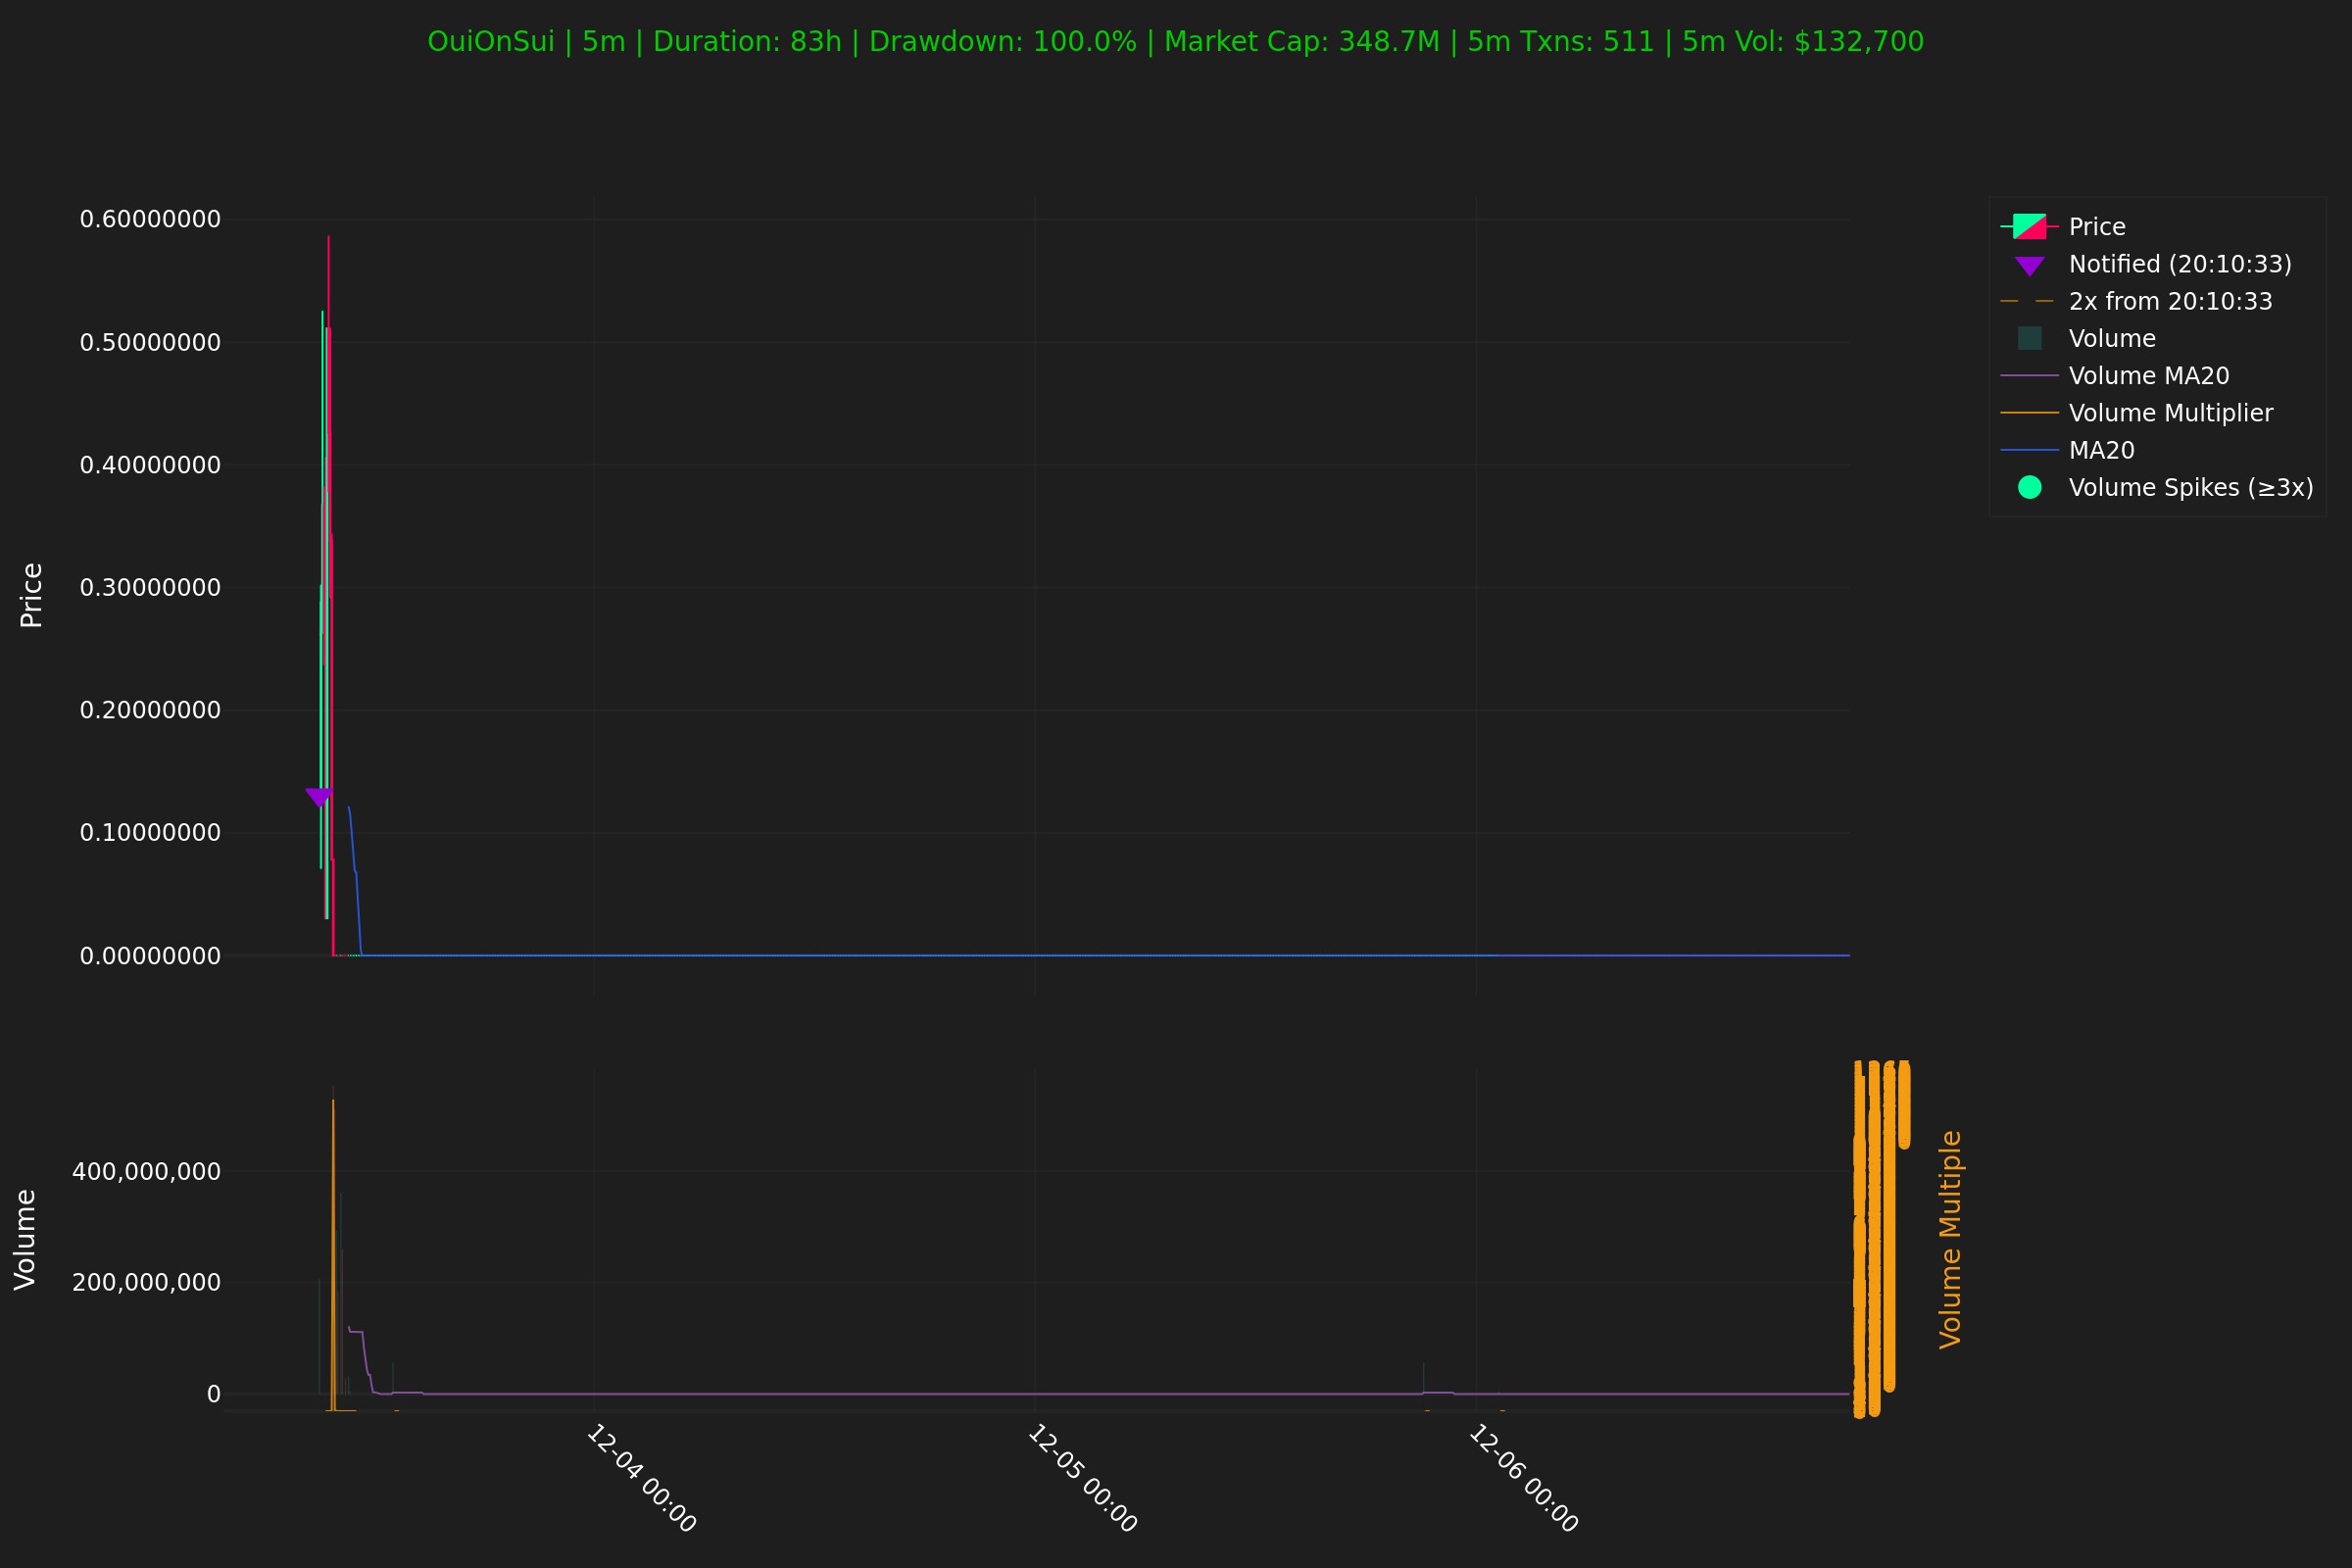 OuiOnSui | 5m | Duration: 83h | Drawdown: 100.0% | Market Cap: 348.7M | 5m Txns: 511 | 5m Vol: $132,700
Price
0.60000000
0.50000000
0.40000000
0.30000000
0.20000000
0.10000000
0.00000000
Price
Notified (20:10:33)
2x from 20:10:33
Volume
Volume MA20
Volume Multiplier
MA20
Volume Spikes (≥3x)
Volume
400,000,000
200,000,000
0
Volume Multiple
12-04 00:00
12-05 00:00
12-06 00:00